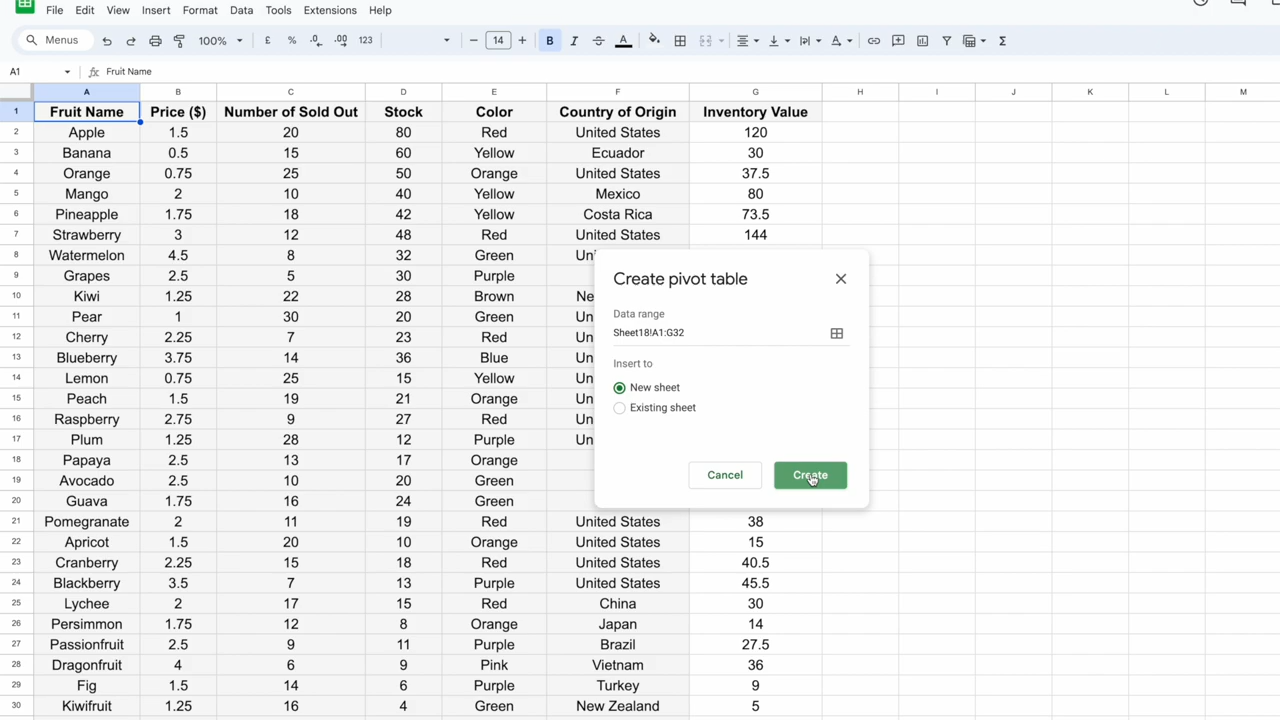 File Edit View Insert Format Data Tools Extensions Help
Menus 100% £ % .0 .00 123 14 B I A
A1 fx Fruit Name
A B C D E F G H I J K L M
1 Fruit Name Price ($) Number of Sold Out Stock Color Country of Origin Inventory Value
2 Apple 1.5 20 80 Red United States 120
3 Banana 0.5 15 60 Yellow Ecuador 30
4 Orange 0.75 25 50 Orange United States 37.5
5 Mango 2 10 40 Yellow Mexico 80
6 Pineapple 1.75 18 42 Yellow Costa Rica 73.5
7 Strawberry 3 12 48 Red United States 144
8 Watermelon 4.5 8 32 Green Un
9 Grapes 2.5 5 30 Purple
10 Kiwi 1.25 22 28 Brown Ne
11 Pear 1 30 20 Green Un
12 Cherry 2.25 7 23 Red Un
13 Blueberry 3.75 14 36 Blue Un
14 Lemon 0.75 25 15 Yellow Un
15 Peach 1.5 19 21 Orange Un
16 Raspberry 2.75 9 27 Red Un
17 Plum 1.25 28 12 Purple Un
18 Papaya 2.5 13 17 Orange
19 Avocado 2.5 10 20 Green
20 Guava 1.75 16 24 Green
21 Pomegranate 2 11 19 Red United States 38
22 Apricot 1.5 20 10 Orange United States 15
23 Cranberry 2.25 15 18 Red United States 40.5
24 Blackberry 3.5 7 13 Purple United States 45.5
25 Lychee 2 17 15 Red China 30
26 Persimmon 1.75 12 8 Orange Japan 14
27 Passionfruit 2.5 9 11 Purple Brazil 27.5
28 Dragonfruit 4 6 9 Pink Vietnam 36
29 Fig 1.5 14 6 Purple Turkey 9
30 Kiwifruit 1.25 16 4 Green New Zealand 5
Create pivot table
Data range
Sheet18!A1:G32
Insert to
New sheet
Existing sheet
Cancel Create